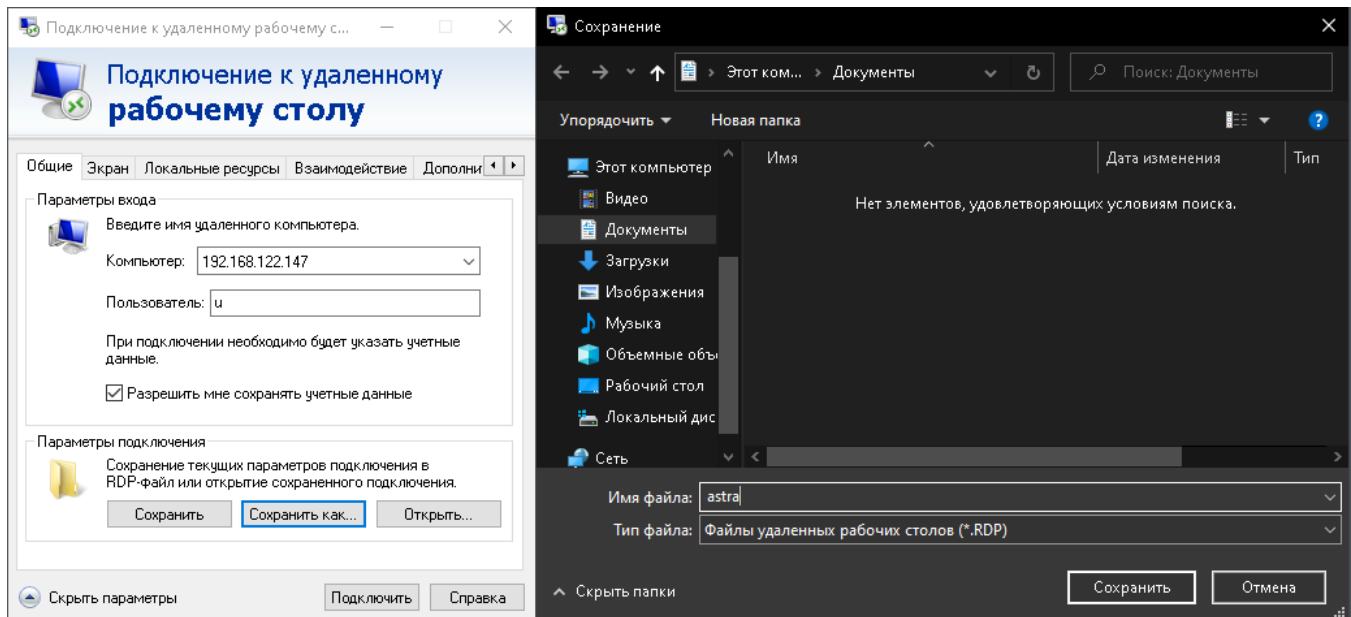 Подключение к удаленному рабочему с...
Подключение к удаленному
рабочему столу
Общие Экран Локальные ресурсы Взаимодействие Дополни
Параметры входа
Введите имя удаленного компьютера.
Компьютер: 192.168.122.147
Пользователь: u
При подключении необходимо будет указать учетные
данные.
Разрешить мне сохранять учетные данные
Параметры подключения
Сохранение текущих параметров подключения в
RDP-файл или открытие сохраненного подключения.
Сохранить Сохранить как... Открыть...
Скрыть параметры Подключить Справка
Сохранение
Этот ком... Документы Поиск: Документы
Упорядочить Новая папка
Имя Дата изменения Тип
Нет элементов, удовлетворяющих условиям поиска.
Этот компьютер
Видео
Документы
Загрузки
Изображения
Музыка
Объемные объ
Рабочий стол
Локальный дис
Сеть
Имя файла: astra
Тип файла: Файлы удаленных рабочих столов (*.RDP)
Скрыть папки Сохранить Отмена